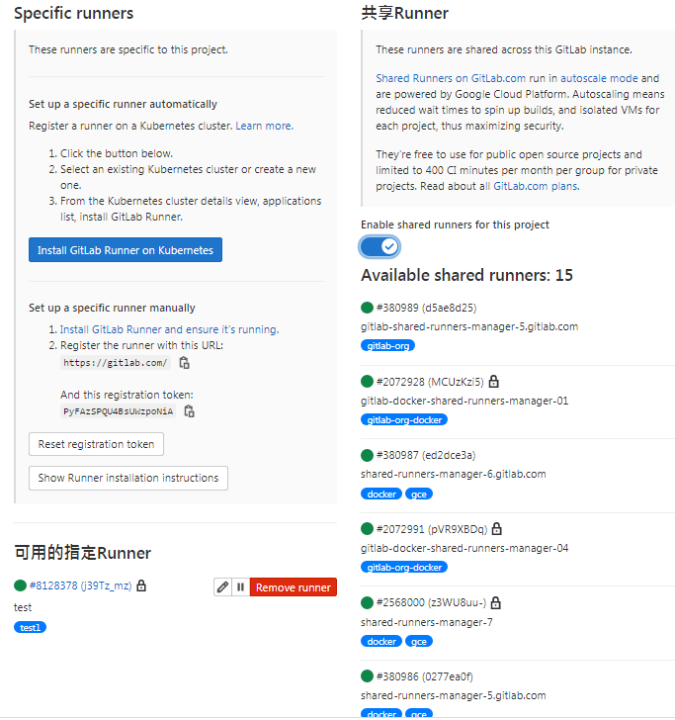 Specific runners
These runners are specific to this project.
Set up a specific runner automatically
Register a runner on a Kubernetes cluster. Learn more.
1. Click the button below.
2. Select an existing Kubernetes cluster or create a new
one.
3. From the Kubernetes cluster details view, applications
list, install GitLab Runner.
Install GitLab Runner on Kubernetes
Set up a specific runner manually
1. Install GitLab Runner and ensure it's running.
2. Register the runner with this URL:
https://gitlab.com/
And this registration token:
PyFAzSPQU4BsUWzpoNiA
Reset registration token
Show Runner installation instructions
可用的指定Runner
#8128378 (j39Tz_mz)
Remove runner
test
test1
共享Runner
These runners are shared across this GitLab instance.
Shared Runners on GitLab.com run in autoscale mode and
are powered by Google Cloud Platform. Autoscaling means
reduced wait times to spin up builds, and isolated VMs for
each project, thus maximizing security.
They're free to use for public open source projects and
limited to 400 CI minutes per month per group for private
projects. Read about all GitLab.com plans.
Enable shared runners for this project
Available shared runners: 15
#380989 (d5ae8d25)
gitlab-shared-runners-manager-5.gitlab.com
gitlab-org
#2072928 (MCUzKzi5)
gitlab-docker-shared-runners-manager-01
gitlab-org-docker
#380987 (ed2dce3a)
shared-runners-manager-6.gitlab.com
docker gce
#2072991 (pVR9XBDq)
gitlab-docker-shared-runners-manager-04
gitlab-org-docker
#2568000 (z3WU8uu-)
shared-runners-manager-7
docker gce
#380986 (0277ea0f)
shared-runners-manager-5.gitlab.com
docker gce